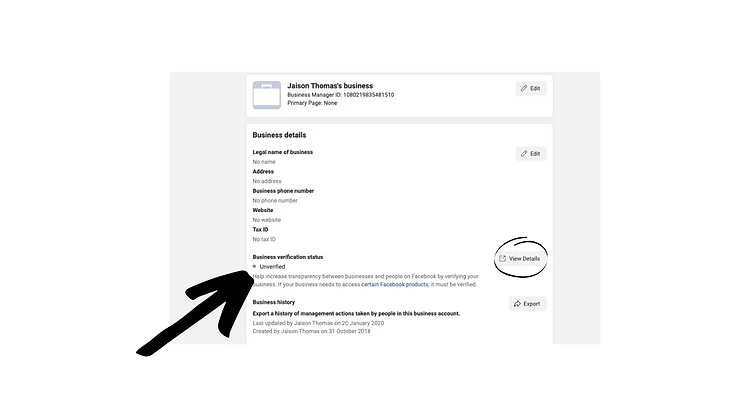 Jaison Thomas's business
Edit
Business Manager ID: 1080219835481510
Primary Page: None
Business details
Legal name of business
Edit
No name
Address
No address
Business phone number
No phone number
Website
No website
Tax ID
No tax ID
Business verification status
View Details
Unverified
Help increase transparency between businesses and people on Facebook by verifying your
business. If your business needs to access certain Facebook products, it must be verified.
Business history
Export
Export a history of management actions taken by people in this business account.
Last updated by Jaison Thomas on 20 January 2020
Created by Jaison Thomas on 31 October 2018